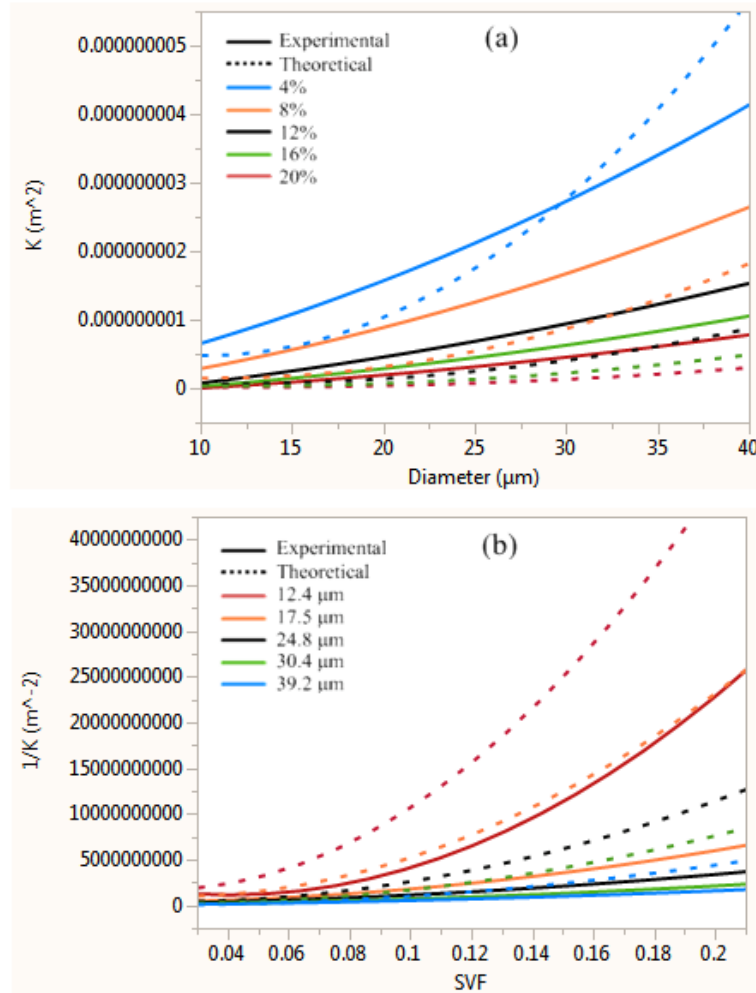 (a)
Experimental
Theoretical
4%
8%
12%
16%
20%
0.000000005
0.000000004
0.000000003
0.000000002
0.000000001
0
K (m^2)
10 15 20 25 30 35 40
Diameter (µm)
(b)
Experimental
Theoretical
12.4 µm
17.5 µm
24.8 µm
30.4 µm
39.2 µm
40000000000
35000000000
30000000000
25000000000
20000000000
15000000000
10000000000
5000000000
0
1/K (m^-2)
0.04 0.06 0.08 0.1 0.12 0.14 0.16 0.18 0.2
SVF